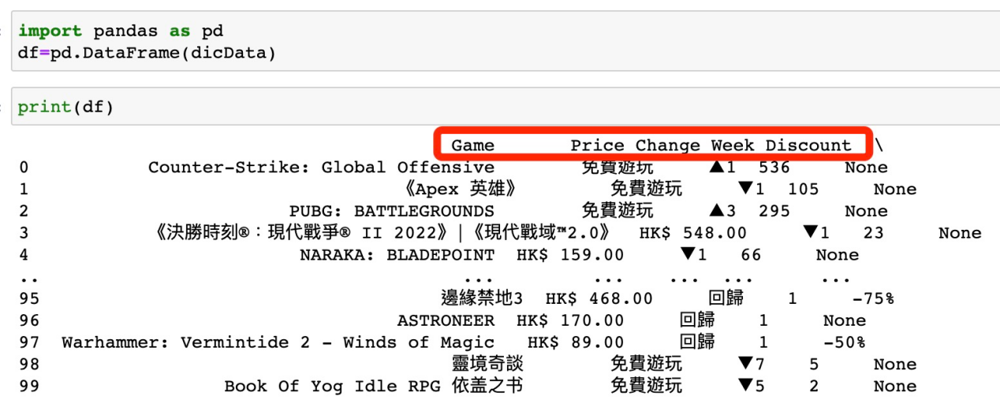 import pandas as pd
df=pd.DataFrame(dicData)
print(df)
Game Price Change Week Discount \
0 Counter-Strike: Global Offensive 免費遊玩 ▲1 536 None
1 《Apex 英雄》 免費遊玩 ▼1 105 None
2 PUBG: BATTLEGROUNDS 免費遊玩 ▲3 295 None
3 《決勝時刻®：現代戰爭® II 2022》|《現代戰域™2.0》 HK$ 548.00 ▼1 23 None
4 NARAKA: BLADEPOINT HK$ 159.00 ▼1 66 None
.. ... ... ... ... ...
95 邊緣禁地3 HK$ 468.00 回歸 1 -75%
96 ASTRONEER HK$ 170.00 回歸 1 None
97 Warhammer: Vermintide 2 - Winds of Magic HK$ 89.00 回歸 1 -50%
98 靈境奇談 免費遊玩 ▼7 5 None
99 Book Of Yog Idle RPG 依盖之书 免費遊玩 ▼5 2 None